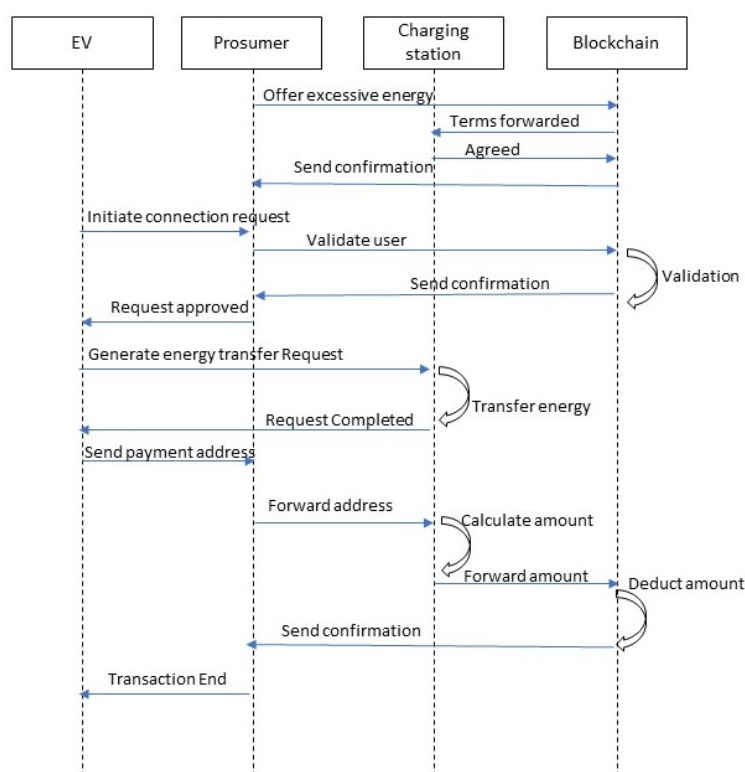 EV
Prosumer
Charging
station
Blockchain
Offer excessive energy
Terms forwarded
Agreed
Send confirmation
Initiate connection request
Validate user
Validation
Send confirmation
Request approved
Generate energy transfer Request
Transfer energy
Request Completed
Send payment address
Forward address
Calculate amount
Forward amount
Deduct amount
Send confirmation
Transaction End